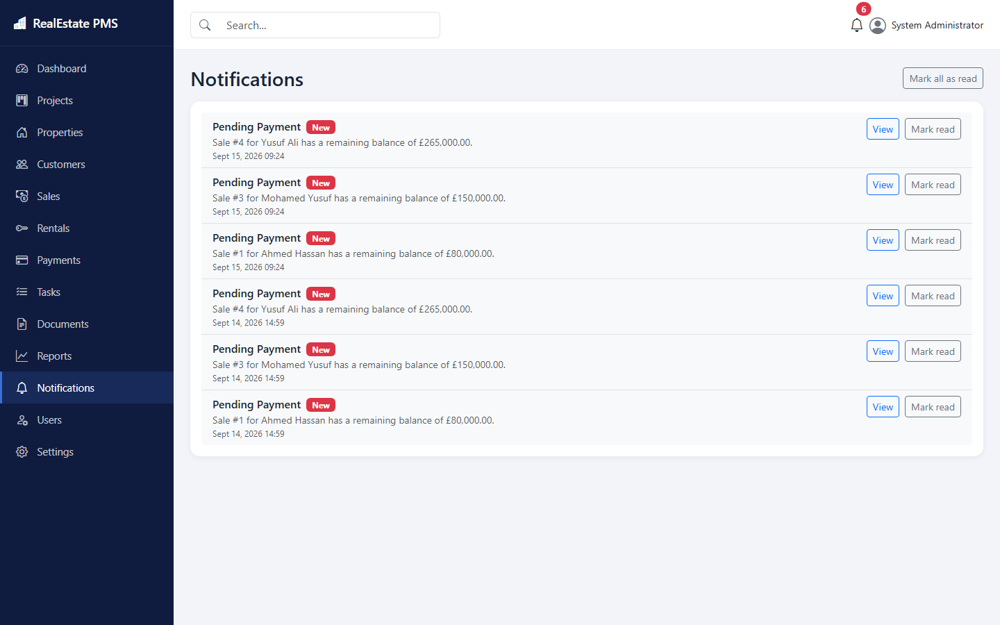 RealEstate PMS
Search...
6
System Administrator
Dashboard
Projects
Properties
Customers
Sales
Rentals
Payments
Tasks
Documents
Reports
Notifications
Users
Settings
Notifications
Mark all as read
Pending Payment New
View Mark read
Sale #4 for Yusuf Ali has a remaining balance of £265,000.00.
Sept 15, 2026 09:24
Pending Payment New
View Mark read
Sale #3 for Mohamed Yusuf has a remaining balance of £150,000.00.
Sept 15, 2026 09:24
Pending Payment New
View Mark read
Sale #1 for Ahmed Hassan has a remaining balance of £80,000.00.
Sept 15, 2026 09:24
Pending Payment New
View Mark read
Sale #4 for Yusuf Ali has a remaining balance of £265,000.00.
Sept 14, 2026 14:59
Pending Payment New
View Mark read
Sale #3 for Mohamed Yusuf has a remaining balance of £150,000.00.
Sept 14, 2026 14:59
Pending Payment New
View Mark read
Sale #1 for Ahmed Hassan has a remaining balance of £80,000.00.
Sept 14, 2026 14:59